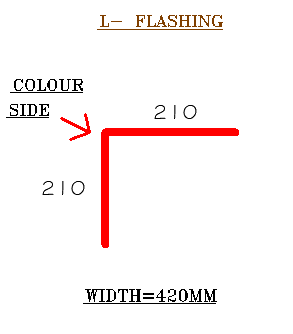 L- FLASHING
COLOUR
SIDE
210
210
WIDTH=420MM